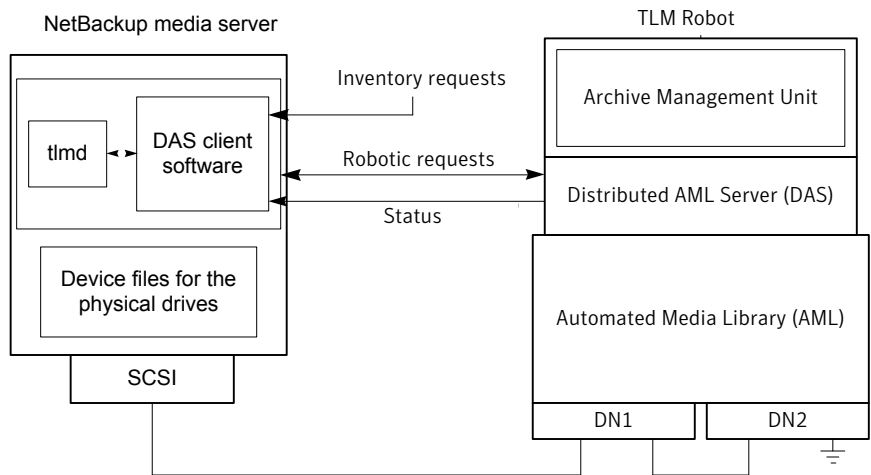 NetBackup media server
TLM Robot
Inventory requests
Archive Management Unit
tlmd
DAS client
software
Robotic requests
Distributed AML Server (DAS)
Status
Device files for the
physical drives
Automated Media Library (AML)
SCSI
DN1
DN2